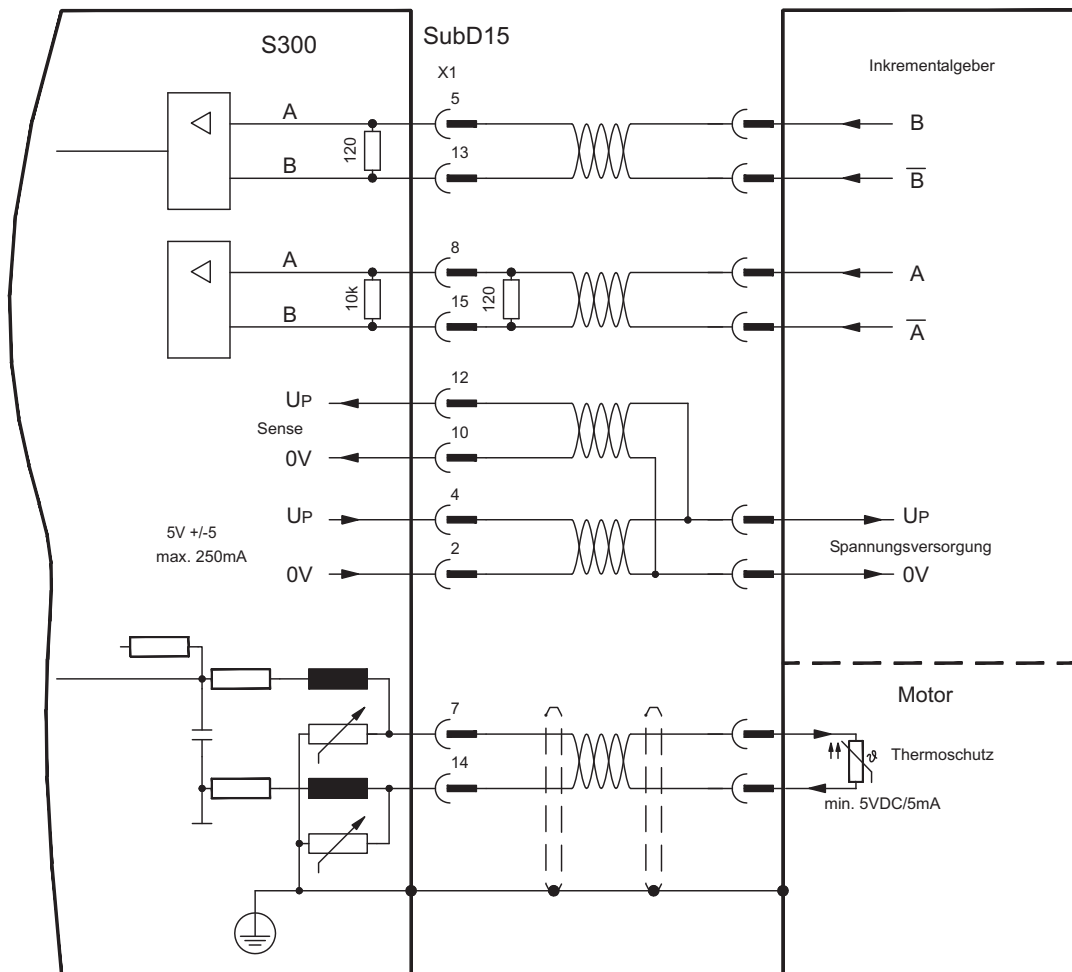 S300
SubD15
X1
Inkrementalgeber
A
5
B
120
B
13
B̅
A
8
A
10k
120
B
15
A̅
UP
12
Sense
0V
10
UP
4
UP
5V +/-5
max. 250mA
Spannungsversorgung
0V
2
0V
Motor
7
ϑ
Thermoschutz
14
min. 5VDC/5mA